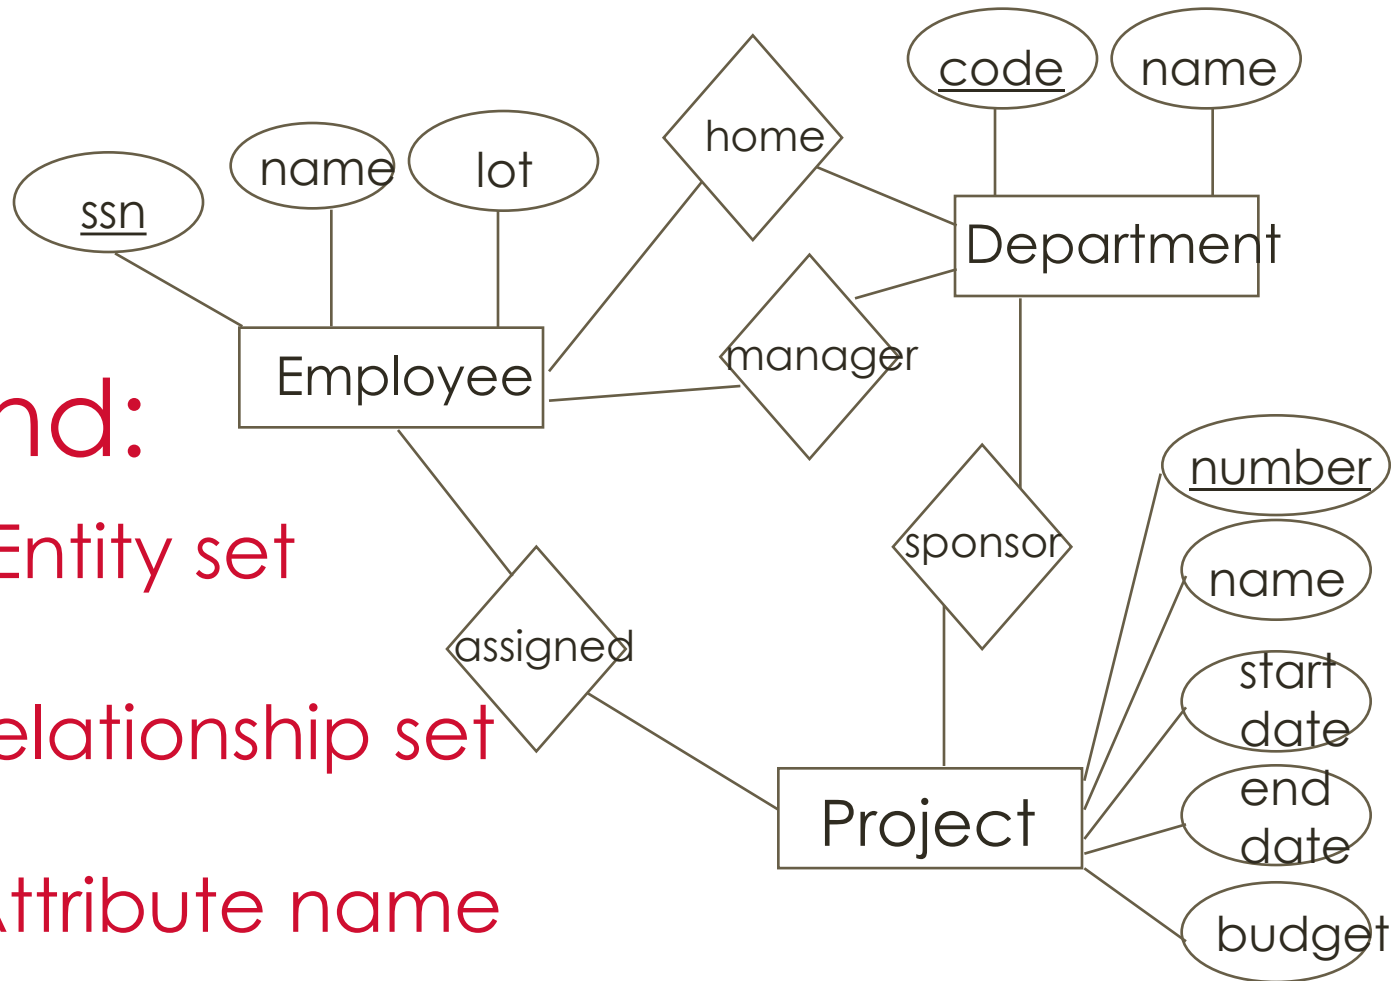 code
name
home
name
lot
ssn
Department
manager
Employee
nd:
number
Entity set
sponsor
name
assigned
start
date
elationship set
end
date
Project
Attribute name
budget